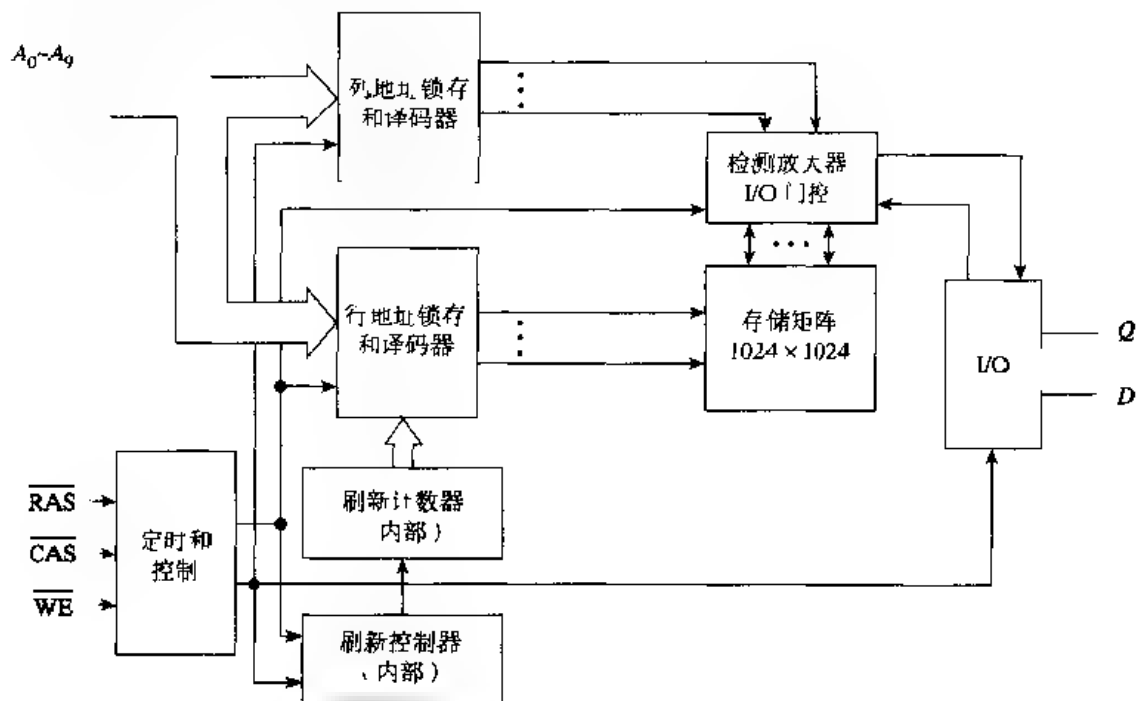 A₀~A₉
列地址锁存
和译码器
检测放大器
I/O 门控
行地址锁存
和译码器
存储矩阵
1024 × 1024
I/O
Q
D
刷新计数器
内部）
RAS
CAS
WE
定时和
控制
刷新控制器
（内部）